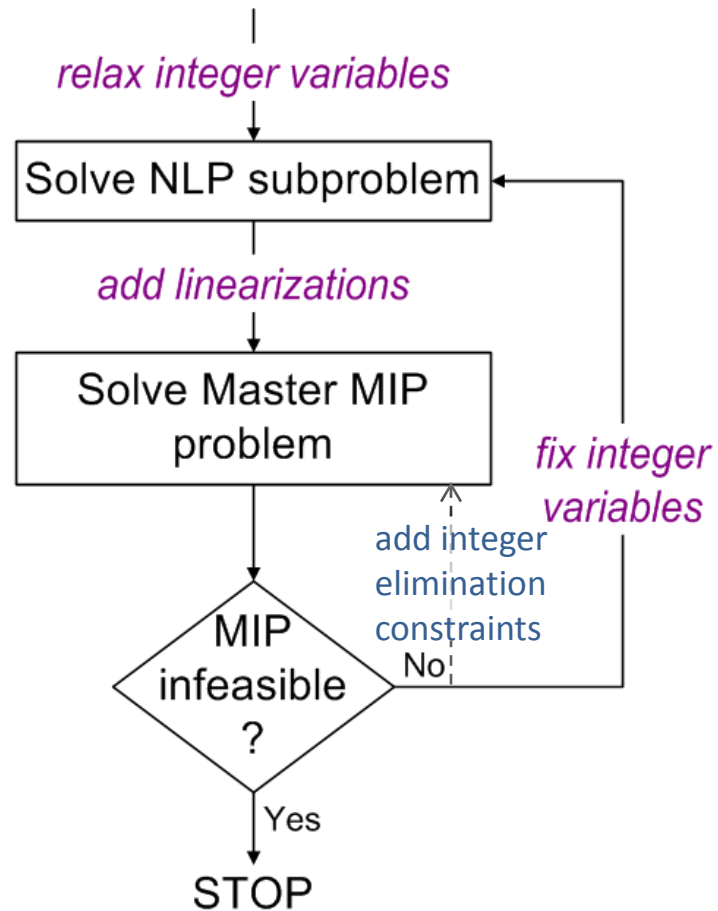 relax integer variables
Solve NLP subproblem
add linearizations
Solve Master MIP
problem
fix integer
variables
add integer
elimination
constraints
MIP
infeasible
?
No
Yes
STOP